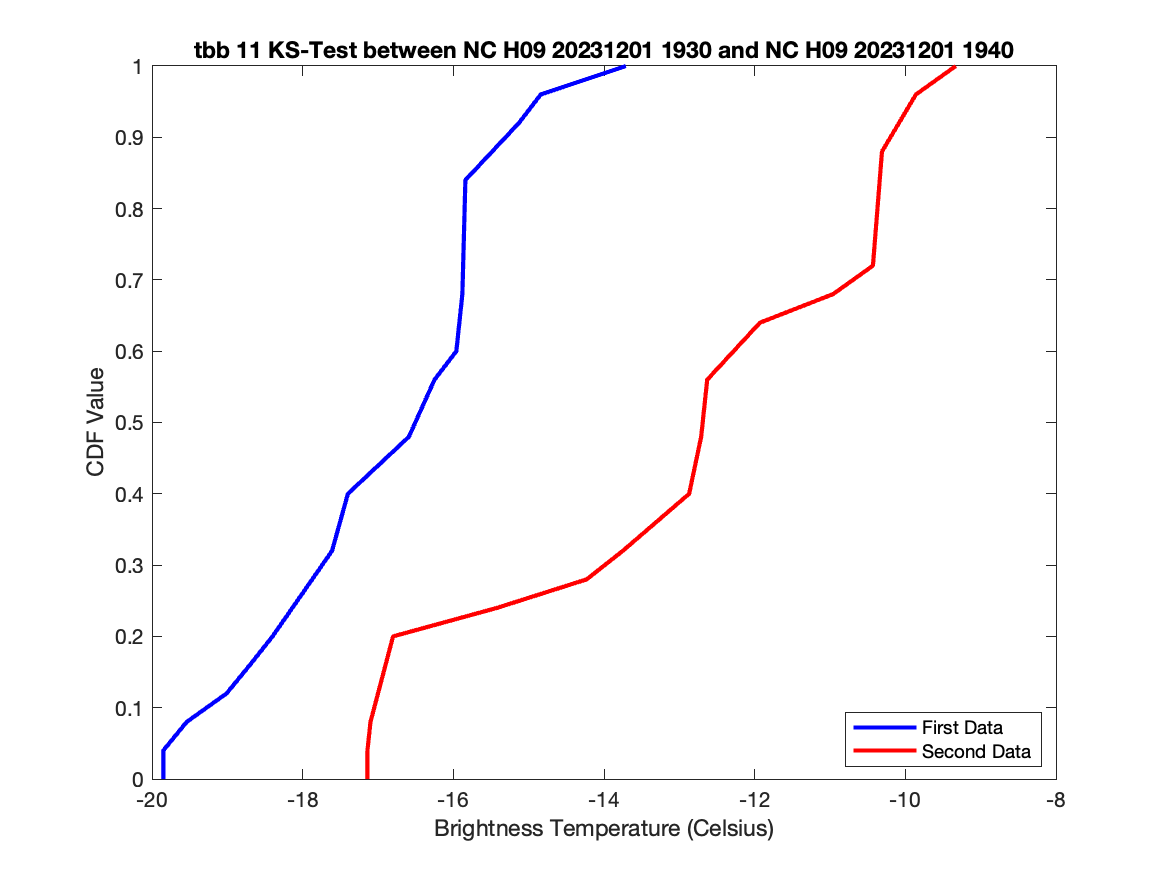 tbb 11 KS-Test between NC H09 20231201 1930 and NC H09 20231201 1940
1
0.9
0.8
0.7
0.6
0.5
0.4
0.3
0.2
0.1
0
CDF Value
-20 -18 -16 -14 -12 -10 -8
Brightness Temperature (Celsius)
First Data
Second Data